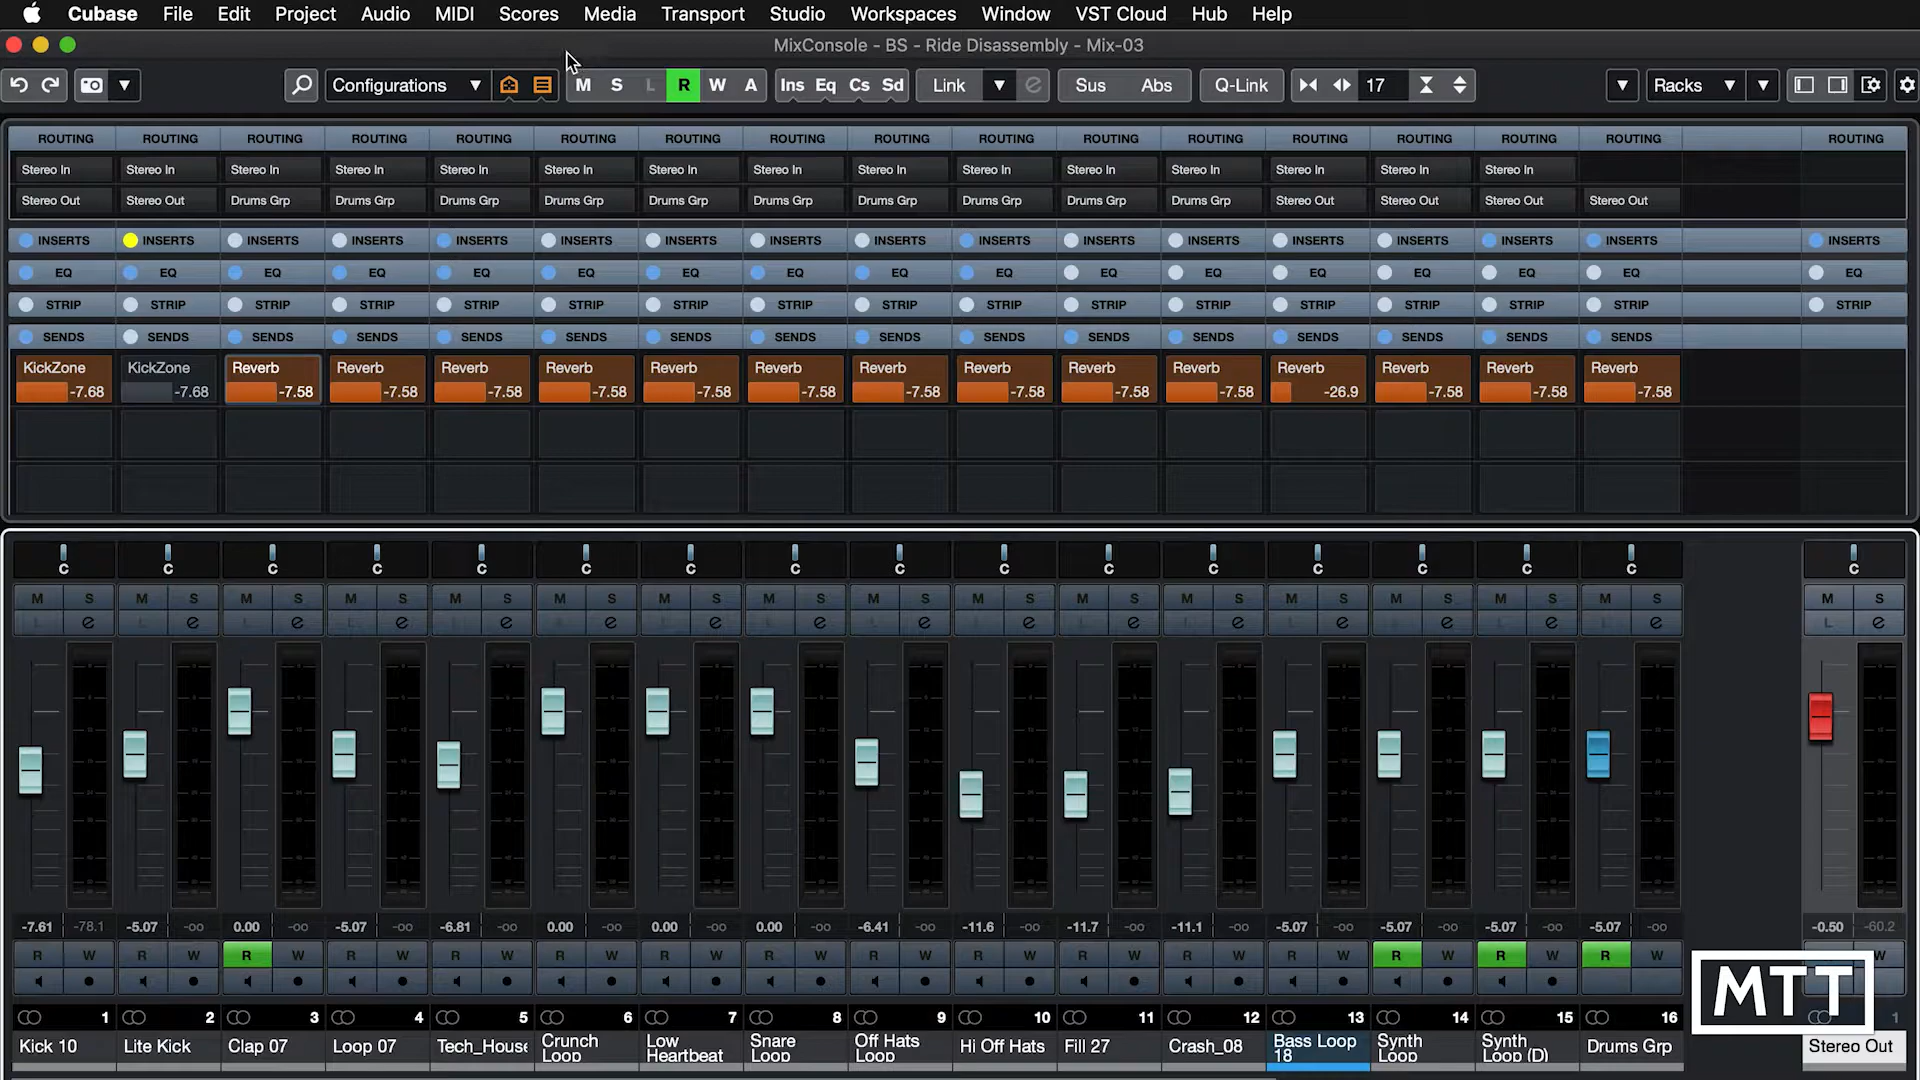 Cubase File Edit Project Audio MIDI Scores Media Transport Studio Workspaces Window VST Cloud Hub Help
MixConsole - BS - Ride Disassembly - Mix-03
Configurations M S L R W A Ins Eq Cs Sd Link Sus Abs Q-Link 17 Racks
ROUTING ROUTING ROUTING ROUTING ROUTING ROUTING ROUTING ROUTING ROUTING ROUTING ROUTING ROUTING ROUTING ROUTING ROUTING ROUTING ROUTING
Stereo In Stereo In Stereo In Stereo In Stereo In Stereo In Stereo In Stereo In Stereo In Stereo In Stereo In Stereo In Stereo In Stereo In Stereo In
Stereo Out Stereo Out Drums Grp Drums Grp Drums Grp Drums Grp Drums Grp Drums Grp Drums Grp Drums Grp Drums Grp Drums Grp Stereo Out Stereo Out Stereo Out Stereo Out
INSERTS INSERTS INSERTS INSERTS INSERTS INSERTS INSERTS INSERTS INSERTS INSERTS INSERTS INSERTS INSERTS INSERTS INSERTS INSERTS INSERTS
EQ EQ EQ EQ EQ EQ EQ EQ EQ EQ EQ EQ EQ EQ EQ EQ EQ
STRIP STRIP STRIP STRIP STRIP STRIP STRIP STRIP STRIP STRIP STRIP STRIP STRIP STRIP STRIP STRIP STRIP
SENDS SENDS SENDS SENDS SENDS SENDS SENDS SENDS SENDS SENDS SENDS SENDS SENDS SENDS SENDS SENDS
KickZone KickZone Reverb Reverb Reverb Reverb Reverb Reverb Reverb Reverb Reverb Reverb Reverb Reverb Reverb Reverb
-7.68 -7.68 -7.58 -7.58 -7.58 -7.58 -7.58 -7.58 -7.58 -7.58 -7.58 -7.58 -26.9 -7.58 -7.58 -7.58
C C C C C C C C C C C C C C C C C
M S M S M S M S M S M S M S M S M S M S M S M S M S M S M S M S M S
L e L e L e L e L e L e L e L e L e L e L e L e L e L e L e L e L e
-7.61 -78.1 -5.07 -oo 0.00 -oo -5.07 -oo -6.81 -oo 0.00 -oo 0.00 -oo 0.00 -oo -6.41 -oo -11.6 -oo -11.7 -oo -11.1 -oo -5.07 -oo -5.07 -oo -5.07 -oo -5.07 -oo -0.50 -60.2
R W R W R W R W R W R W R W R W R W R W R W R W R W R W R W R W W
MTT
1 2 3 4 5 6 7 8 9 10 11 12 13 14 15 16 1
Kick 10 Lite Kick Clap 07 Loop 07 Tech_House Crunch Loop Low Heartbeat Snare Loop Off Hats Loop Hi Off Hats Fill 27 Crash_08 Bass Loop 18 Synth Loop Synth Loop (D) Drums Grp Stereo Out